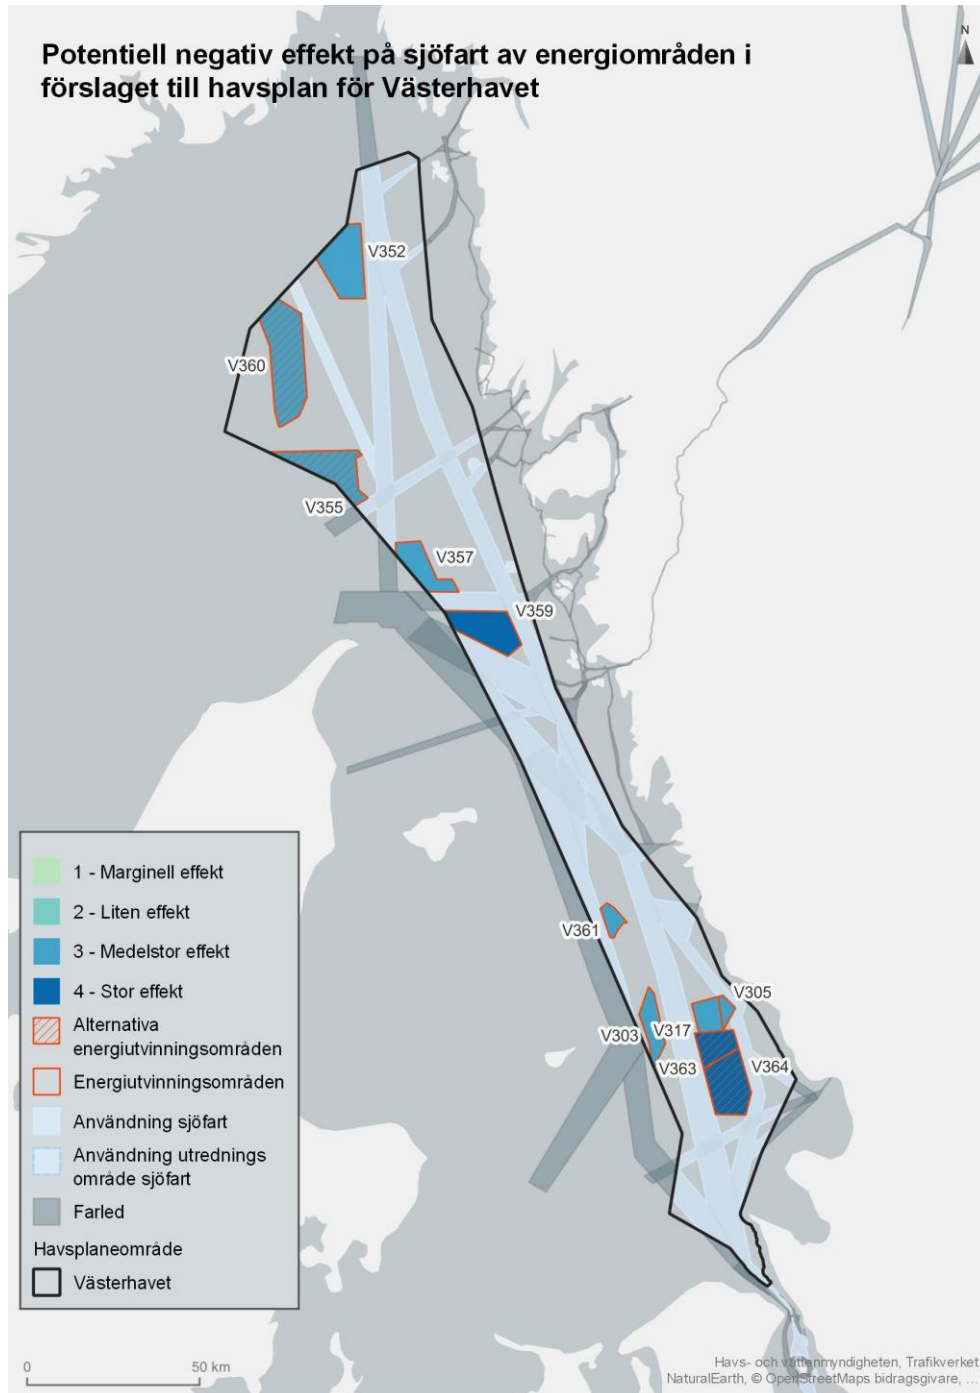 Potentiell negativ effekt på sjöfart av energiområden i
förslaget till havsplan för Västerhavet
N
V352
V360
V355
V357
V359
V361
V305
V303
V317
V363
V364
1 - Marginell effekt
2 - Liten effekt
3 - Medelstor effekt
4 - Stor effekt
Alternativa
energiutvinningsområden
Energiutvinningsområden
Användning sjöfart
Användning utrednings
område sjöfart
Farled
Havsplaneområde
Västerhavet
0 50 km
Havs- och vattenmyndigheten, Trafikverket
NaturalEarth, © OpenStreetMaps bidragsgivare, ...